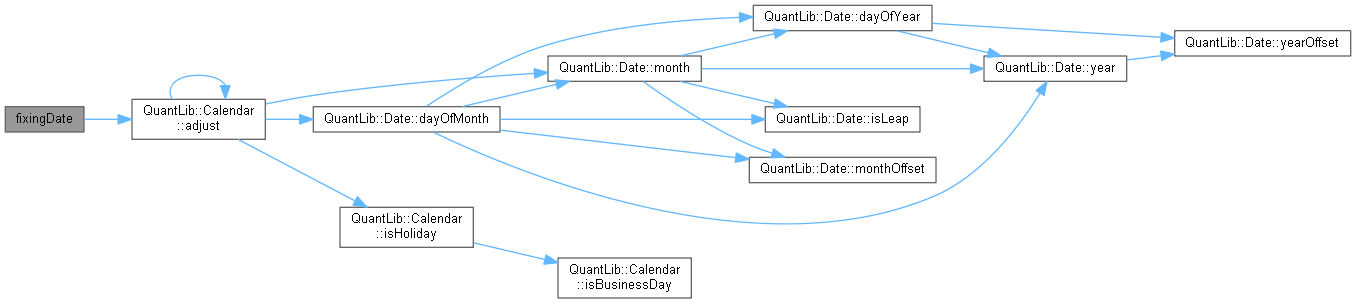 fixingDate
QuantLib::Calendar
::adjust
QuantLib::Date::month
QuantLib::Date::dayOfMonth
QuantLib::Calendar
::isHoliday
QuantLib::Calendar
::isBusinessDay
QuantLib::Date::dayOfYear
QuantLib::Date::isLeap
QuantLib::Date::monthOffset
QuantLib::Date::year
QuantLib::Date::yearOffset